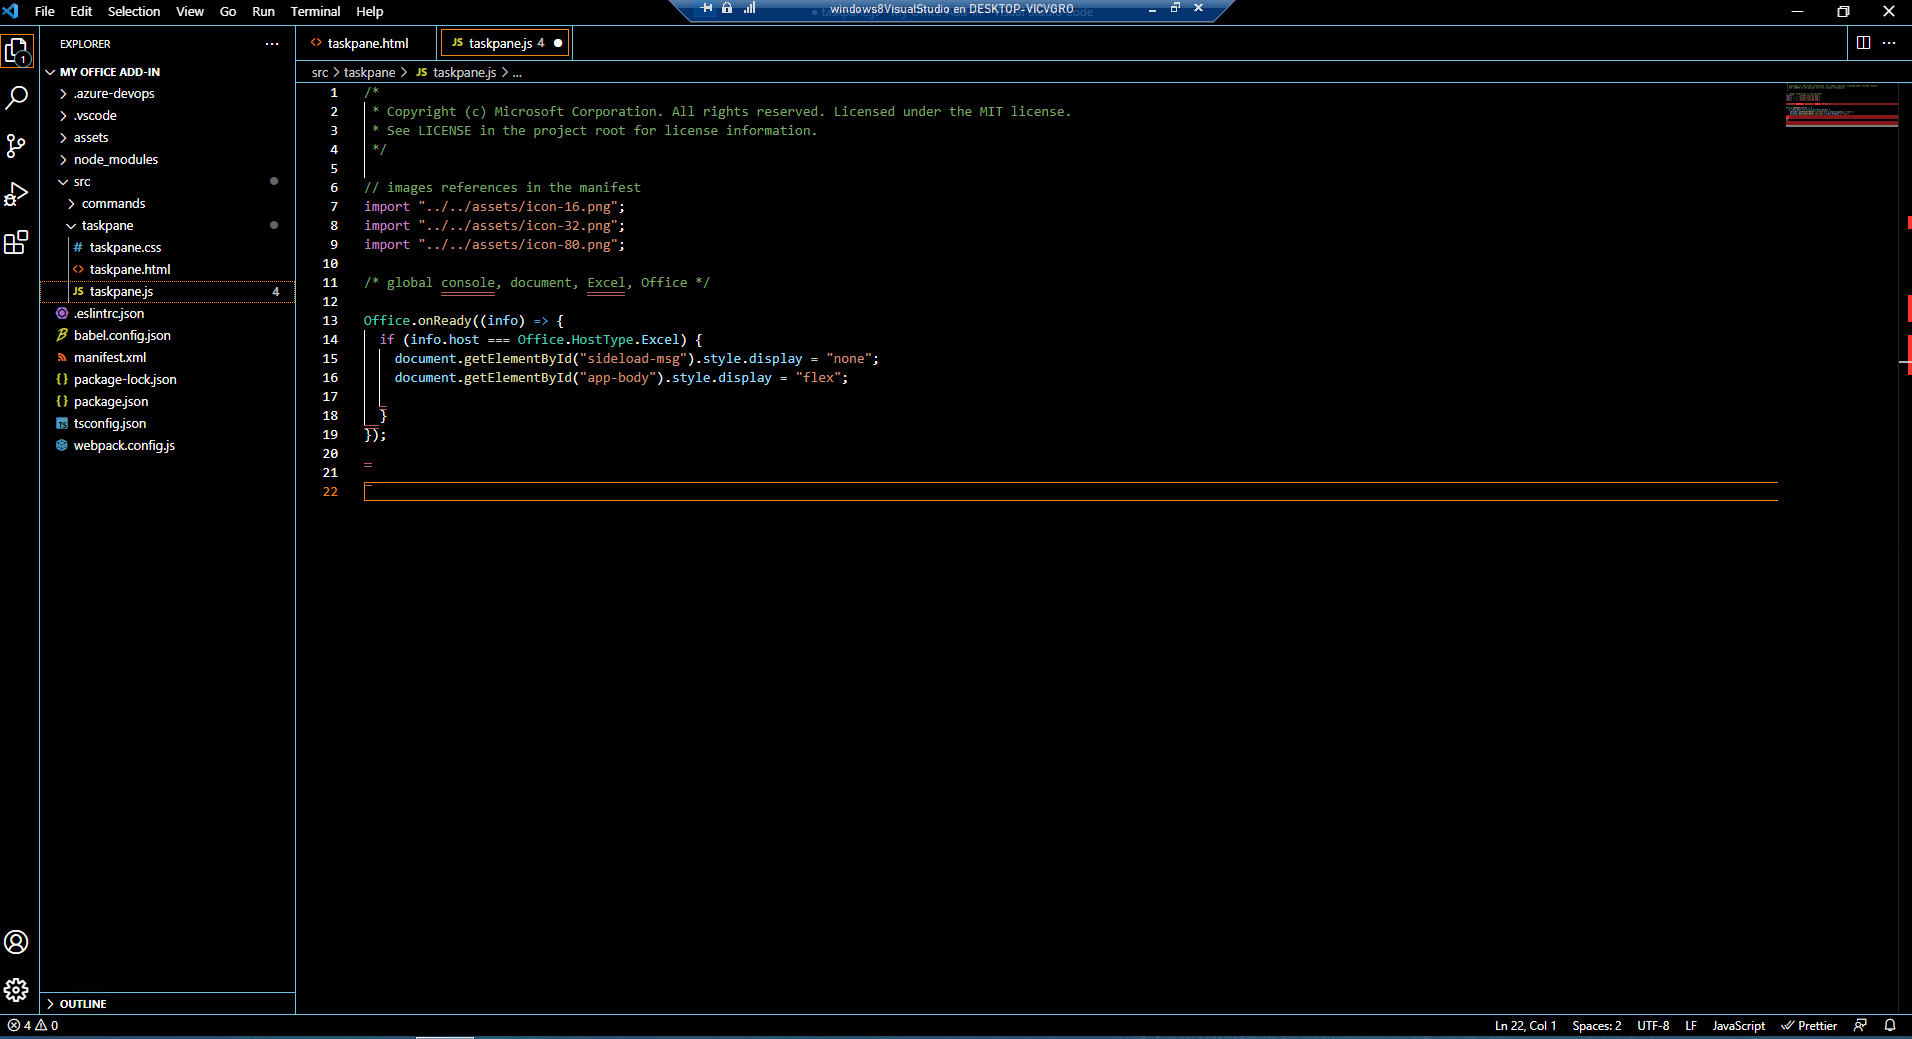 File Edit Selection View Go Run Terminal Help
windows8VisualStudio en DESKTOP-VICVGRO
EXPLORER
1
MY OFFICE ADD-IN
.azure-devops
.vscode
assets
node_modules
src
commands
taskpane
taskpane.css
taskpane.html
JS taskpane.js 4
.eslintrc.json
babel.config.json
manifest.xml
package-lock.json
package.json
tsconfig.json
webpack.config.js
OUTLINE
taskpane.html JS taskpane.js 4
src > taskpane > JS taskpane.js > ...
1 /*
2 * Copyright (c) Microsoft Corporation. All rights reserved. Licensed under the MIT license.
3 * See LICENSE in the project root for license information.
4 */
5
6 // images references in the manifest
7 import "../../assets/icon-16.png";
8 import "../../assets/icon-32.png";
9 import "../../assets/icon-80.png";
10
11 /* global console, document, Excel, Office */
12
13 Office.onReady((info) => {
14 if (info.host === Office.HostType.Excel) {
15 document.getElementById("sideload-msg").style.display = "none";
16 document.getElementById("app-body").style.display = "flex";
17
18 }
19 });
20
21
22
4 0 Ln 22, Col 1 Spaces: 2 UTF-8 LF JavaScript Prettier